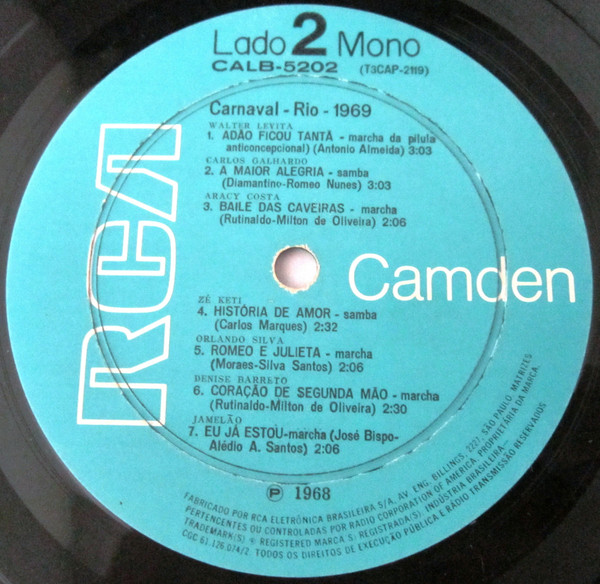 Lado 2 Mono
CALB-5202 (T3CAP-2119)
Carnaval - Rio - 1969
WALTER LEVITA
1. ADÃO FICOU TANTÃ - marcha da pílula
anticoncepcional) (Antonio Almeida) 3:03
CARLOS GALHARDO
2. A MAIOR ALEGRIA - samba
(Diamantino-Romeo Nunes) 3:03
ARACY COSTA
3. BAILE DAS CAVEIRAS - marcha
(Rutinaldo-Milton de Oliveira) 2:06
RCA
Camden
ZÉ KETI
4. HISTÓRIA DE AMOR - samba
(Carlos Marques) 2:32
ORLANDO SILVA
5. ROMEO E JULIETA - marcha
(Moraes-Silva Santos) 2:06
DENISE BARRETO
6. CORAÇÃO DE SEGUNDA MÃO - marcha
(Rutinaldo-Milton de Oliveira) 2:30
JAMELÃO
7. EU JÁ ESTOU-marcha (José Bispo-
Alédio A. Santos) 2:06
Ⓟ 1968
FABRICADO POR RCA ELETRÔNICA BRASILEIRA S/A. AV. ENG. BILLINGS, 2227, SÃO PAULO, MATRIZES
PERTENCENTES OU CONTROLADAS POR RADIO CORPORATION OF AMERICA, PROPRIETÁRIA DA MARCA.
TRADEMARK(S) ® REGISTERED MARCA S) REGISTRADA(S). INDÚSTRIA BRASILEIRA—
CGC 61.126.074/2 TODOS OS DIREITOS DE EXECUÇÃO PÚBLICA E RÁDIO TRANSMISSÃO RESERVADOS